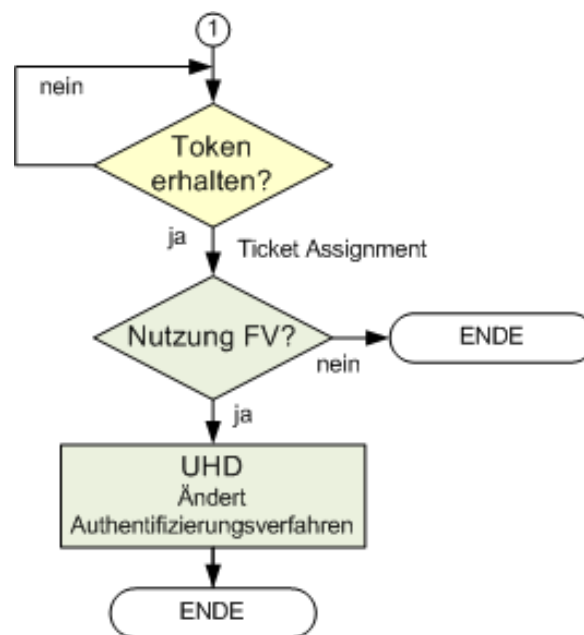 1
nein
Token
erhalten?
ja
Ticket Assignment
Nutzung FV?
ENDE
nein
ja
UHD
Ändert
Authentifizierungsverfahren
ENDE